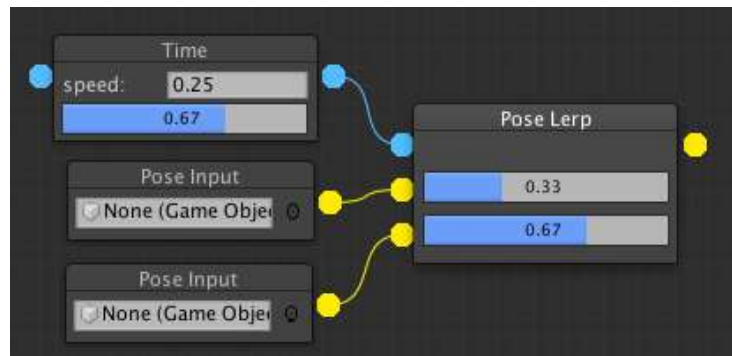 Time
speed: 0.25
0.67
Pose Lerp
Pose Input
None (Game Obje
0.33
0.67
Pose Input
None (Game Obje